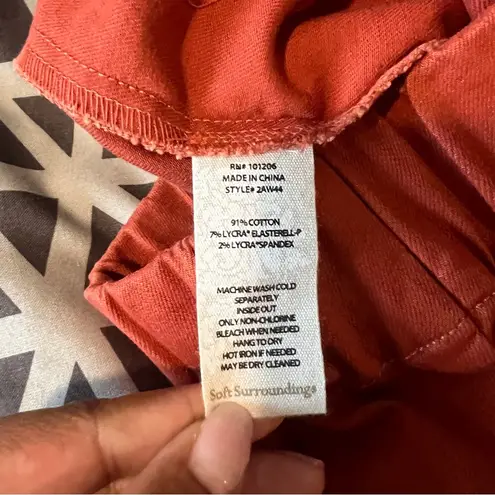 RN# 101206
MADE IN CHINA
STYLE# 2AW44
91% COTTON
7% LYCRA® ELASTERELL-P
2% LYCRA®SPANDEX
MACHINE WASH COLD
SEPARATELY
INSIDE OUT
ONLY NON-CHLORINE
BLEACH WHEN NEEDED
HANG TO DRY
HOT IRON IF NEEDED
MAY BE DRY CLEANED
Soft Surroundings